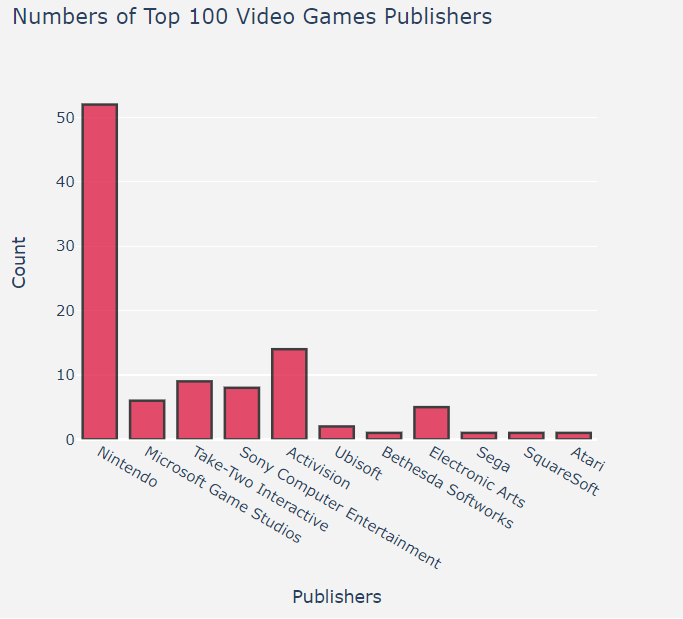 Numbers of Top 100 Video Games Publishers
Count
50
40
30
20
10
0
Nintendo
Microsoft Game Studios
Take-Two Interactive
Sony Computer Entertainment
Activision
Ubisoft
Bethesda Softworks
Electronic Arts
Sega
SquareSoft
Atari
Publishers